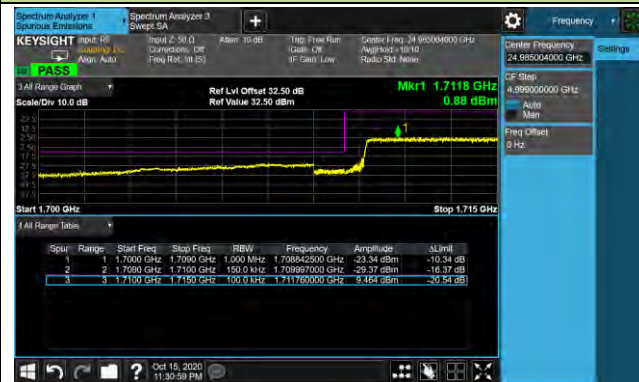 Spectrum Analyzer 1
Spurious Emissions
Spectrum Analyzer 3
Swept SA
Frequency
KEYSIGHT
Input: RF
Align: Auto
Input Z: 50 Ω
Corrections: Off
Freq Ref: Int (S)
Atten: 10 dB
Trig: Free Run
Gate: Off
IF Gain: Low
Center Freq: 24.985004000 GHz
Avg|Hold: >10/10
Radio Std: None
PASS
Center Frequency
24.985004000 GHz
Settings
CF Step
4.999000000 GHz
Auto
Man
Freq Offset
0 Hz
3 All Range Graph
Scale/Div 10.0 dB
Ref Lvl Offset 32.50 dB
Ref Value 32.50 dBm
Mkr1 1.7118 GHz
0.88 dBm
22.5
12.5
2.50
1
Start 1.700 GHz
Stop 1.715 GHz
4 All Range Table
Spur Range Start Freq Stop Freq RBW Frequency Amplitude ΔLimit
1 1 1.7000 GHz 1.7090 GHz 1.000 MHz 1.708842500 GHz -23.34 dBm -10.34 dB
2 2 1.7090 GHz 1.7100 GHz 150.0 kHz 1.709997000 GHz -29.37 dBm -16.37 dB
3 3 1.7100 GHz 1.7150 GHz 100.0 kHz 1.711760000 GHz 9.464 dBm -20.54 dB
?
Oct 15, 2020
11:30:59 PM